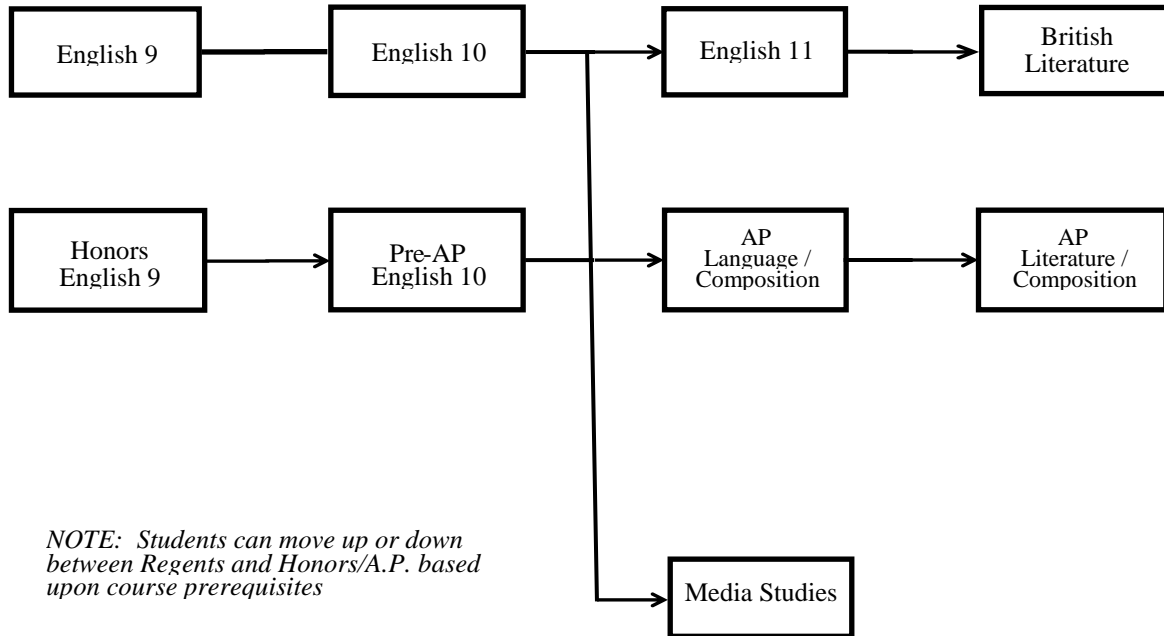 English 9
English 10
English 11
British
Literature
Honors
English 9
Pre-AP
English 10
AP
Language /
Composition
AP
Literature /
Composition
NOTE:  Students can move up or down
between Regents and Honors/A.P. based
upon course prerequisites
Media Studies